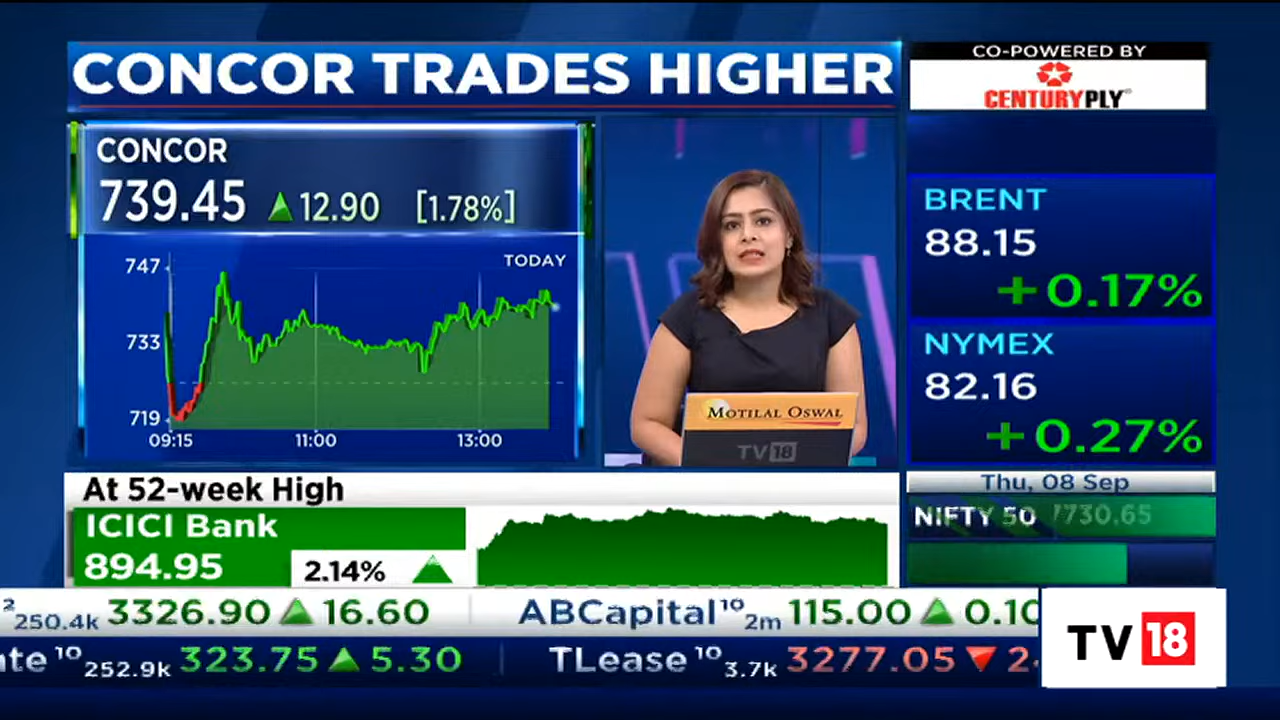 CONCOR TRADES HIGHER
CONCOR
739.45 ▲ 12.90 [1.78%]
TODAY
747
733
719
09:15 11:00 13:00
MOTILAL OSWAL
TV18
CO-POWERED BY
CENTURYPLY
BRENT
88.15
+0.17%
NYMEX
82.16
+0.27%
Thu, 08 Sep
NIFTY 50
At 52-week High
ICICI Bank
894.95 2.14%
2 250.4k 3326.90 ▲ 16.60 ABCapital 10 2m 115.00 ▲ 0.10
10 252.9k 323.75 ▲ 5.30 TLease 10 3.7k 3277.05 ▼
TV18